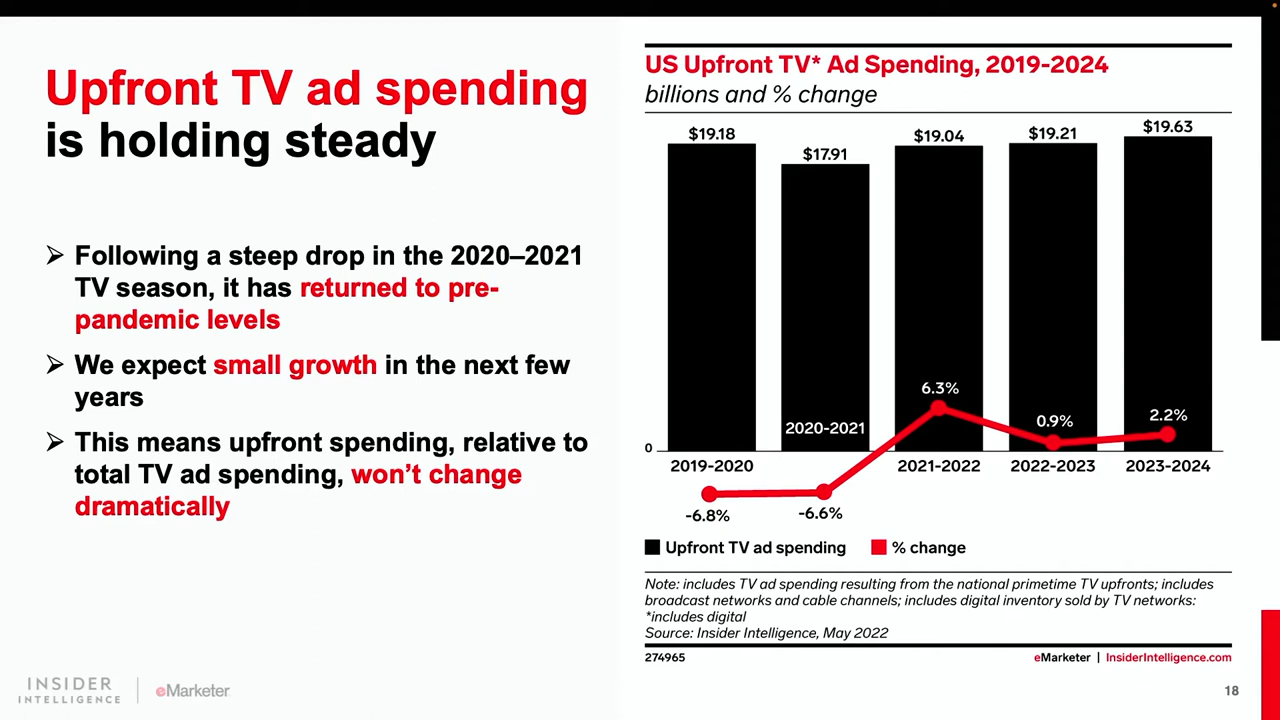 Upfront TV ad spending
is holding steady
➢ Following a steep drop in the 2020–2021
TV season, it has returned to pre-
pandemic levels
➢ We expect small growth in the next few
years
➢ This means upfront spending, relative to
total TV ad spending, won’t change
dramatically
INSIDER
INTELLIGENCE
eMarketer
US Upfront TV* Ad Spending, 2019-2024
billions and % change
$19.18
$17.91
$19.04
$19.21
$19.63
6.3%
0.9%
2.2%
2020-2021
0
2019-2020
2021-2022
2022-2023
2023-2024
-6.8%
-6.6%
Upfront TV ad spending
% change
Note: includes TV ad spending resulting from the national primetime TV upfronts; includes
broadcast networks and cable channels; includes digital inventory sold by TV networks:
*includes digital
Source: Insider Intelligence, May 2022
274965
eMarketer | InsiderIntelligence.com
18